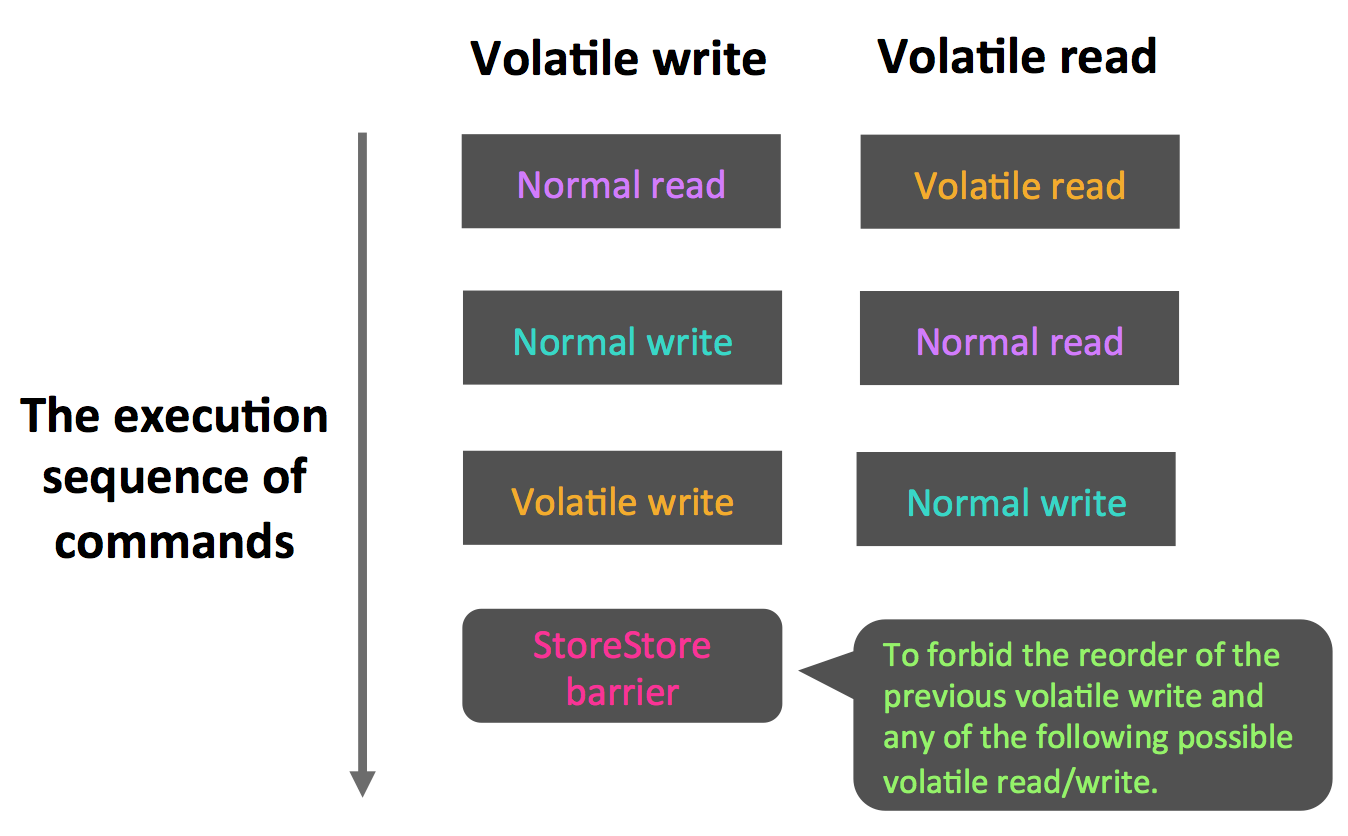 Volatile write
Volatile read
Normal read
Volatile read
Normal write
Normal read
The execution
sequence of
commands
Volatile write
Normal write
StoreStore
barrier
To forbid the reorder of the
previous volatile write and
any of the following possible
volatile read/write.